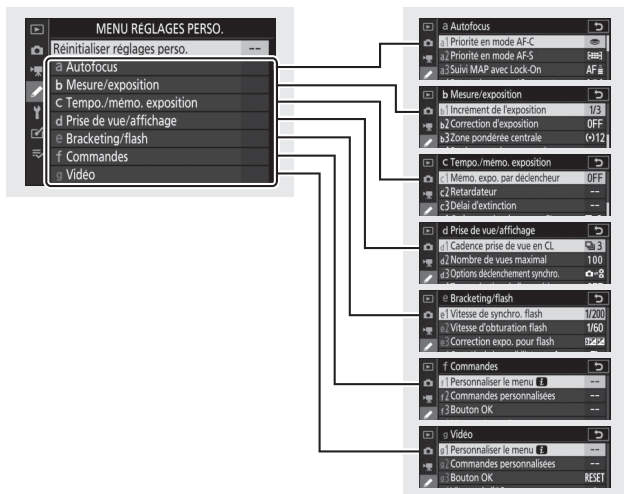 MENU RÉGLAGES PERSO.
Réinitialiser réglages perso. --
a Autofocus
b Mesure/exposition
c Tempo./mémo. exposition
d Prise de vue/affichage
e Bracketing/flash
f Commandes
g Vidéo
a Autofocus
a1 Priorité en mode AF-C
a2 Priorité en mode AF-S
a3 Suivi MAP avec Lock-On AF
b Mesure/exposition
b1 Incrément de l'exposition 1/3
b2 Correction d'exposition OFF
b3 Zone pondérée centrale (•)12
c Tempo./mémo. exposition
c1 Mémo. expo. par déclencheur OFF
c2 Retardateur --
c3 Délai d'extinction --
d Prise de vue/affichage
d1 Cadence prise de vue en CL 3
d2 Nombre de vues maximal 100
d3 Options déclenchement synchro.
e Bracketing/flash
e1 Vitesse de synchro. flash 1/200
e2 Vitesse d'obturation flash 1/60
e3 Correction expo. pour flash
f Commandes
f1 Personnaliser le menu i --
f2 Commandes personnalisées --
f3 Bouton OK --
g Vidéo
g1 Personnaliser le menu i --
g2 Commandes personnalisées --
g3 Bouton OK RESET